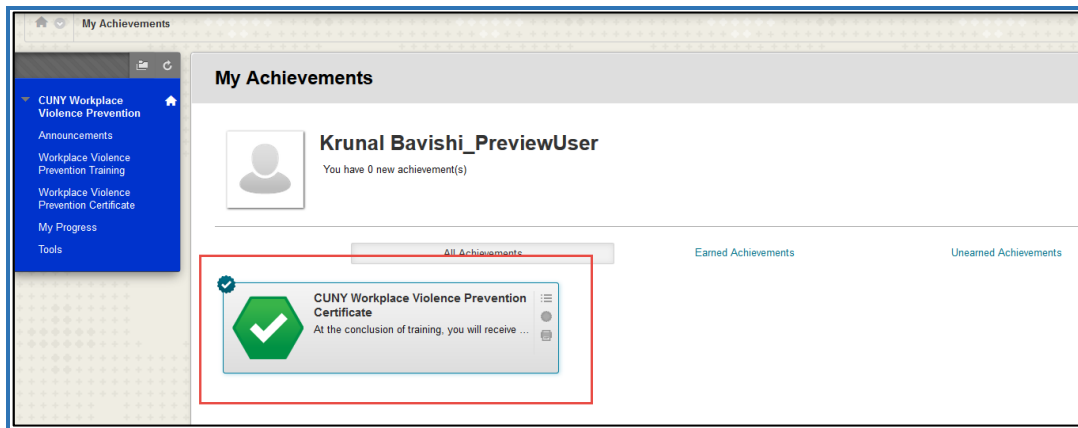 My Achievements
CUNY Workplace
Violence Prevention
Announcements
Workplace Violence
Prevention Training
Workplace Violence
Prevention Certificate
My Progress
Tools
My Achievements
Krunal Bavishi_PreviewUser
You have 0 new achievement(s)
All Achievements
Earned Achievements
Unearned Achievements
CUNY Workplace Violence Prevention
Certificate
At the conclusion of training, you will receive ...